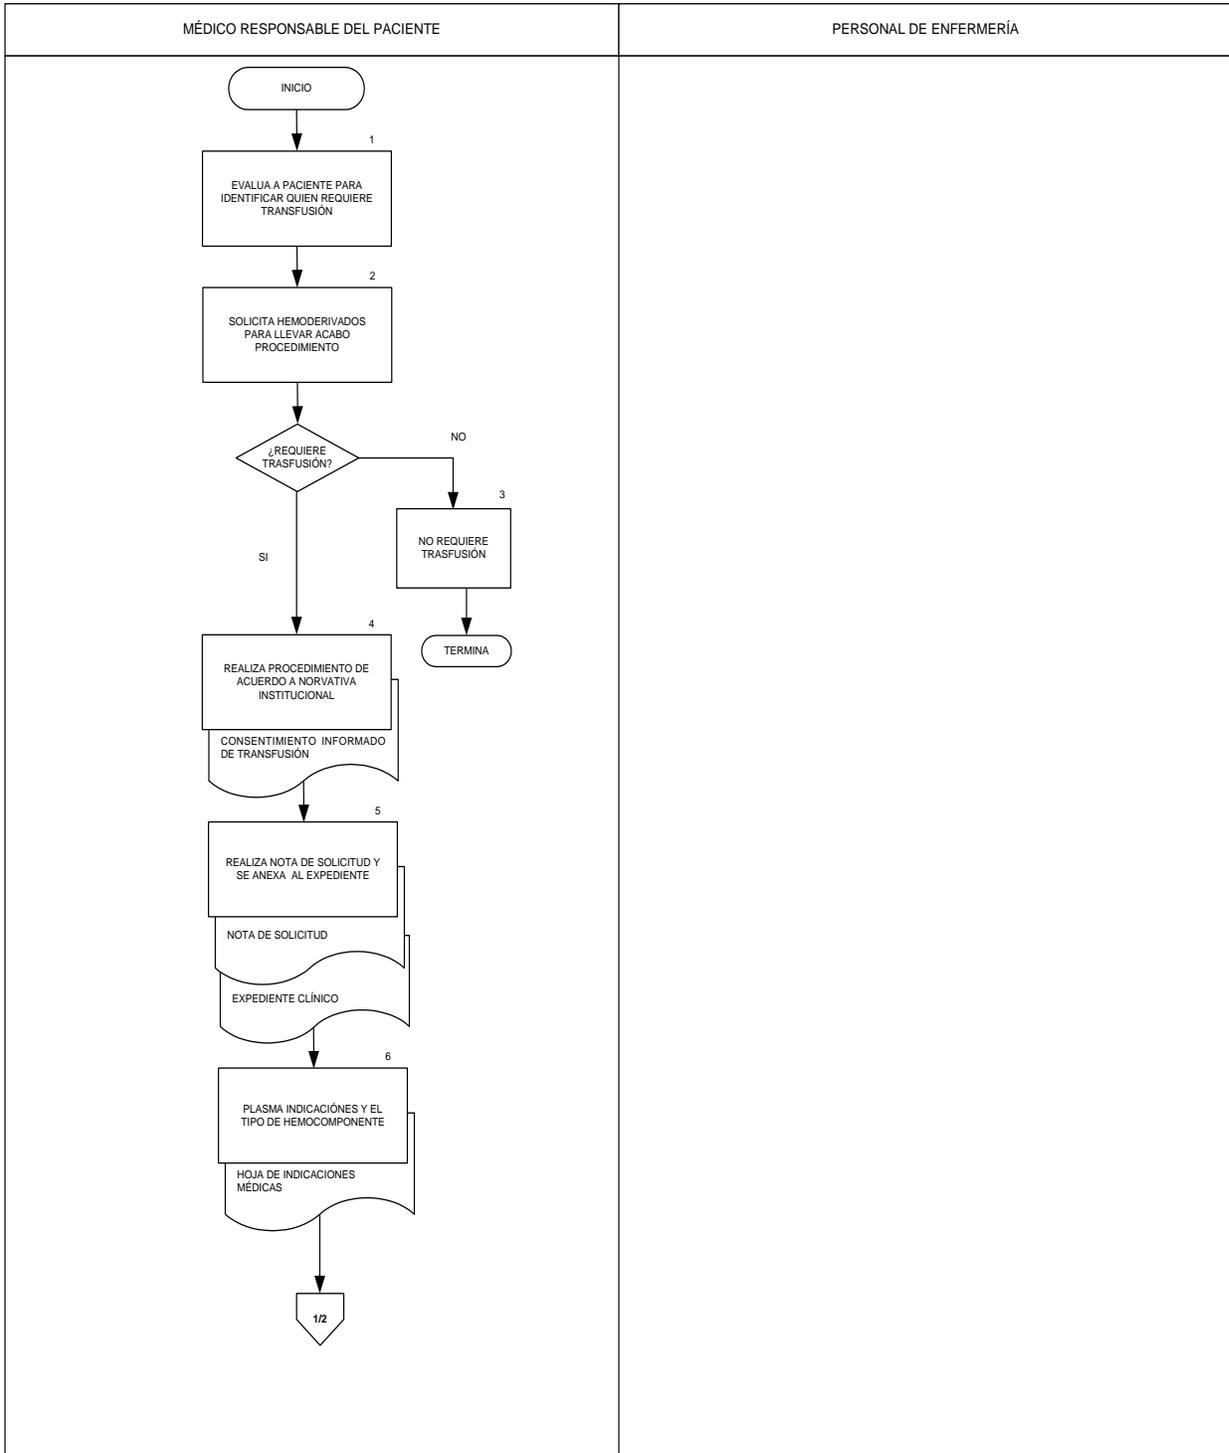 MÉDICO RESPONSABLE DEL PACIENTE
PERSONAL DE ENFERMERÍA
INICIO
1
EVALUA A PACIENTE PARA
IDENTIFICAR QUIEN REQUIERE
TRANSFUSIÓN
2
SOLICITA HEMODERIVADOS
PARA LLEVAR ACABO
PROCEDIMIENTO
¿REQUIERE
TRASFUSIÓN?
NO
3
NO REQUIERE
TRASFUSIÓN
SI
TERMINA
4
REALIZA PROCEDIMIENTO DE
ACUERDO A NORVATIVA
INSTITUCIONAL
CONSENTIMIENTO INFORMADO
DE TRANSFUSIÓN
5
REALIZA NOTA DE SOLICITUD Y
SE ANEXA AL EXPEDIENTE
NOTA DE SOLICITUD
EXPEDIENTE CLÍNICO
6
PLASMA INDICACIÓNES Y EL
TIPO DE HEMOCOMPONENTE
HOJA DE INDICACIONES
MÉDICAS
1/2